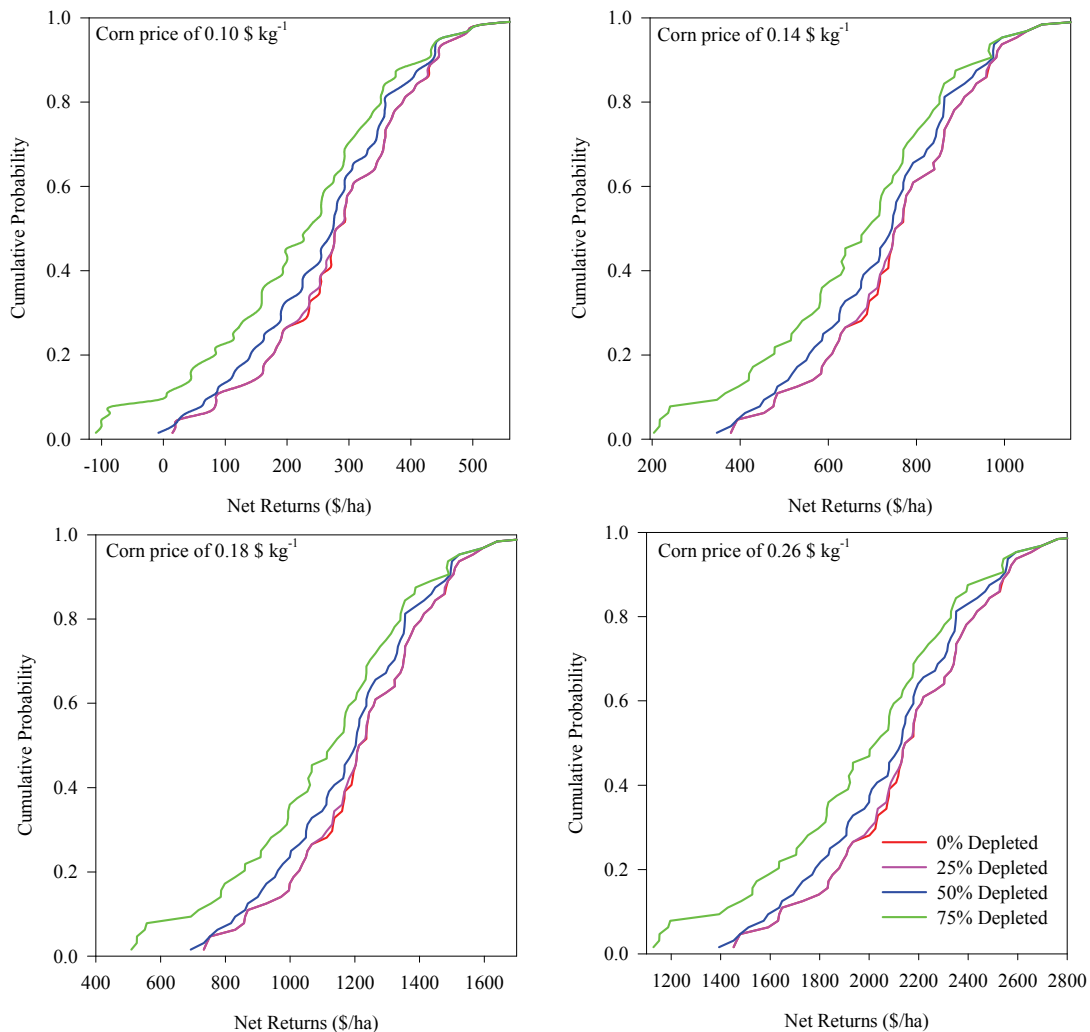 Corn price of 0.10 $ kg⁻¹
Cumulative Probability
1.0
0.8
0.6
0.4
0.2
0.0
-100 0 100 200 300 400 500
Net Returns ($/ha)
Corn price of 0.14 $ kg⁻¹
Cumulative Probability
1.0
0.8
0.6
0.4
0.2
0.0
200 400 600 800 1000
Net Returns ($/ha)
Corn price of 0.18 $ kg⁻¹
Cumulative Probability
1.0
0.8
0.6
0.4
0.2
0.0
400 600 800 1000 1200 1400 1600
Net Returns ($/ha)
Corn price of 0.26 $ kg⁻¹
Cumulative Probability
1.0
0.8
0.6
0.4
0.2
0.0
0% Depleted
25% Depleted
50% Depleted
75% Depleted
1200 1400 1600 1800 2000 2200 2400 2600 2800
Net Returns ($/ha)